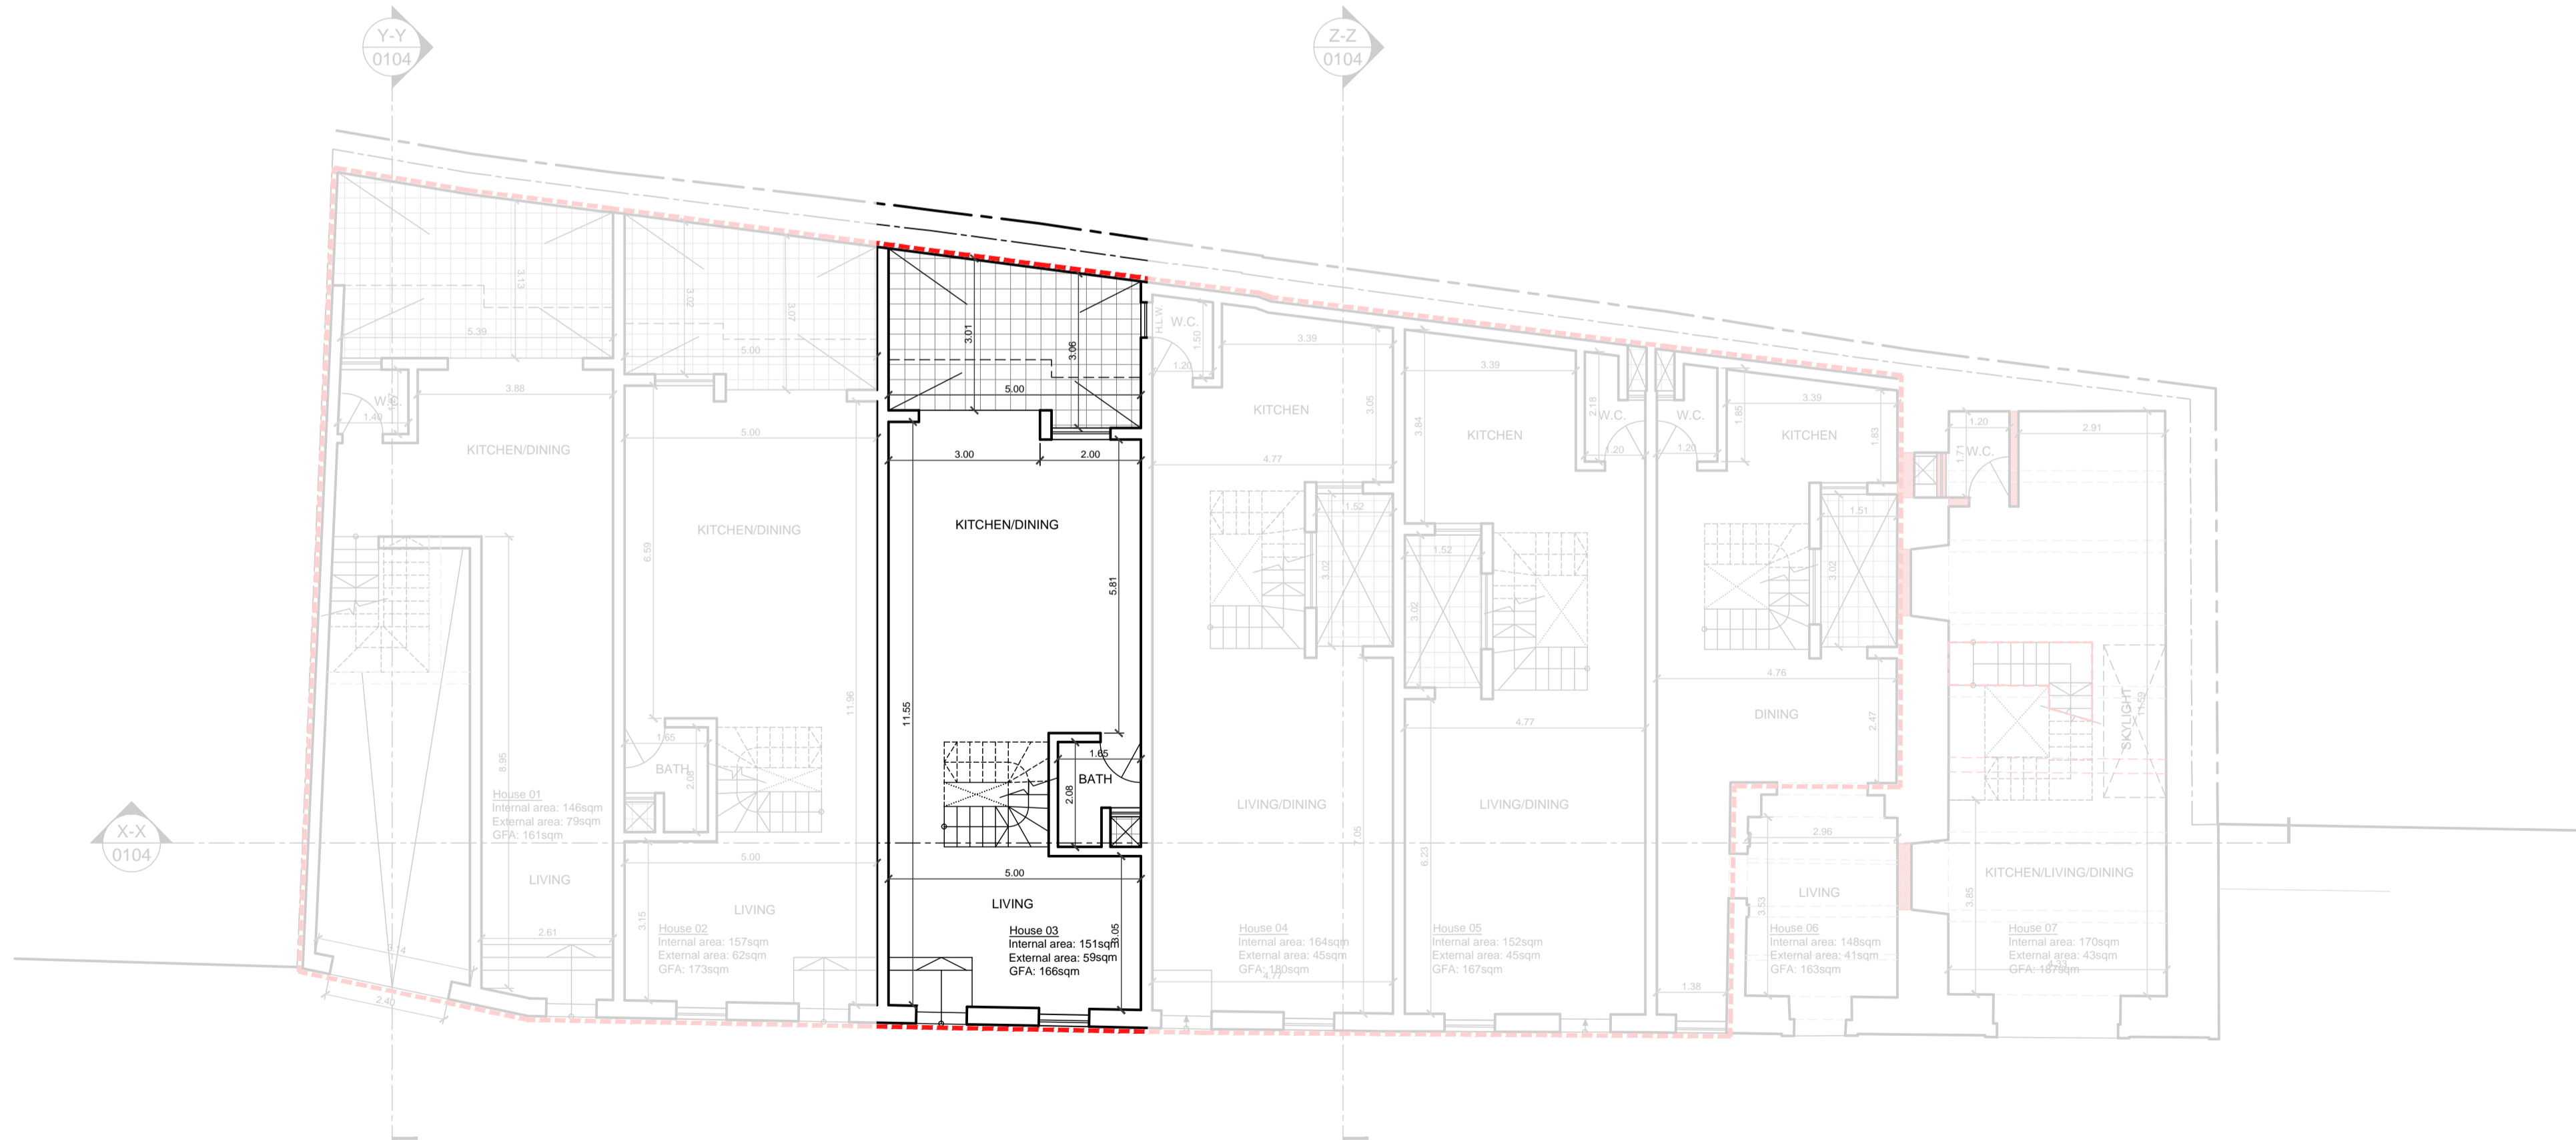 Y-Y
0104
Z-Z
0104
X-X
0104
3.13
5.39
W.C.
1.40
3.88
KITCHEN/DINING
8.95
House 01
Internal area: 146sqm
External area: 79sqm
GFA: 161sqm
LIVING
2.61
3.14
2.40
3.02
3.07
5.00
5.00
KITCHEN/DINING
6.59
11.96
1.65
BATH
2.08
5.00
3.15
LIVING
House 02
Internal area: 157sqm
External area: 62sqm
GFA: 173sqm
3.01
3.06
5.00
3.00
2.00
KITCHEN/DINING
5.81
11.55
1.65
BATH
2.08
5.00
LIVING
3.05
House 03
Internal area: 151sqm
External area: 59sqm
GFA: 166sqm
H.L.W.
W.C.
1.50
1.20
3.39
KITCHEN
3.05
4.77
1.52
3.02
LIVING/DINING
7.05
House 04
Internal area: 164sqm
External area: 45sqm
GFA: 180sqm
4.77
3.39
3.84
KITCHEN
2.18
W.C.
1.20
1.52
3.02
4.77
LIVING/DINING
6.23
House 05
Internal area: 152sqm
External area: 45sqm
GFA: 167sqm
W.C.
1.20
1.85
3.39
KITCHEN
1.83
1.51
3.02
4.76
DINING
2.47
2.96
LIVING
3.53
1.38
House 06
Internal area: 148sqm
External area: 41sqm
GFA: 163sqm
1.20
W.C.
1.71
2.91
SKYLIGHT
11.59
KITCHEN/LIVING/DINING
3.85
House 07
Internal area: 170sqm
External area: 43sqm
GFA: 187sqm
4.33